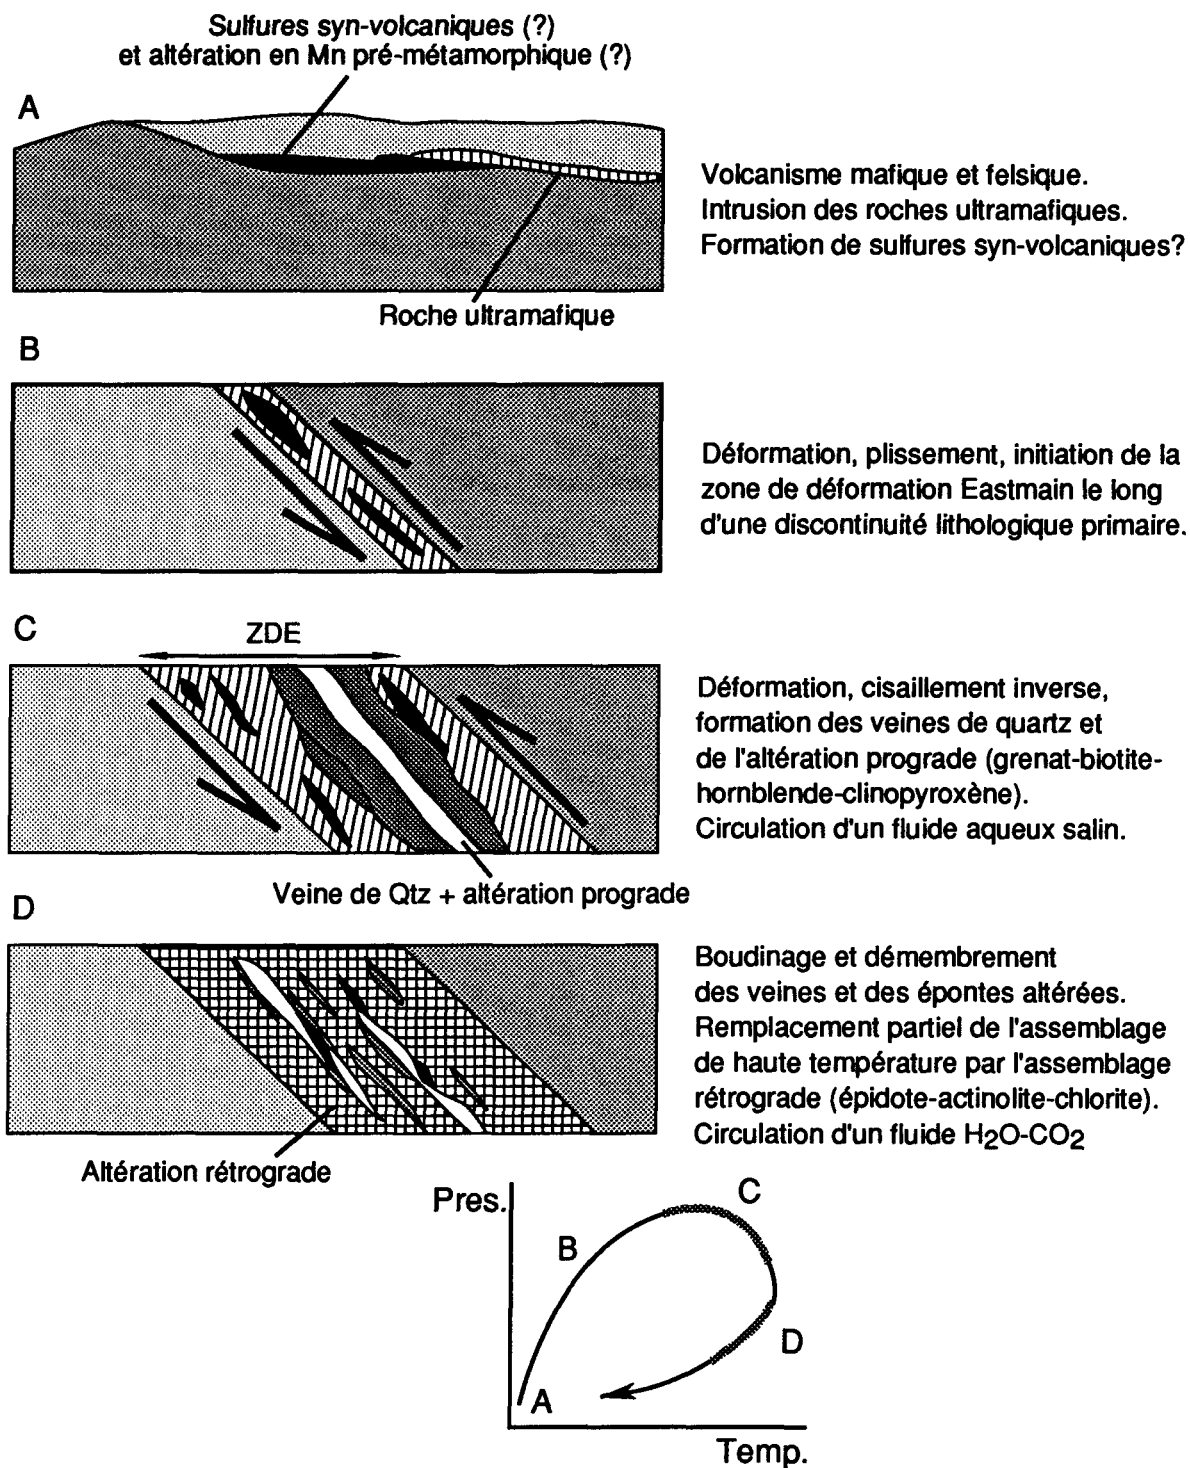 Sulfures syn-volcaniques (?)
et altération en Mn pré-métamorphique (?)
A
Volcanisme mafique et felsique.
Intrusion des roches ultramafiques.
Formation de sulfures syn-volcaniques?
Roche ultramafique
B
Déformation, plissement, initiation de la
zone de déformation Eastmain le long
d'une discontinuité lithologique primaire.
C
ZDE
Déformation, cisaillement inverse,
formation des veines de quartz et
de l'altération prograde (grenat-biotite-
hornblende-clinopyroxène).
Circulation d'un fluide aqueux salin.
Veine de Qtz + altération prograde
D
Boudinage et démembrement
des veines et des épontes altérées.
Remplacement partiel de l'assemblage
de haute température par l'assemblage
rétrograde (épidote-actinolite-chlorite).
Circulation d'un fluide H2O-CO2
Altération rétrograde
Pres.
C
B
D
A
Temp.